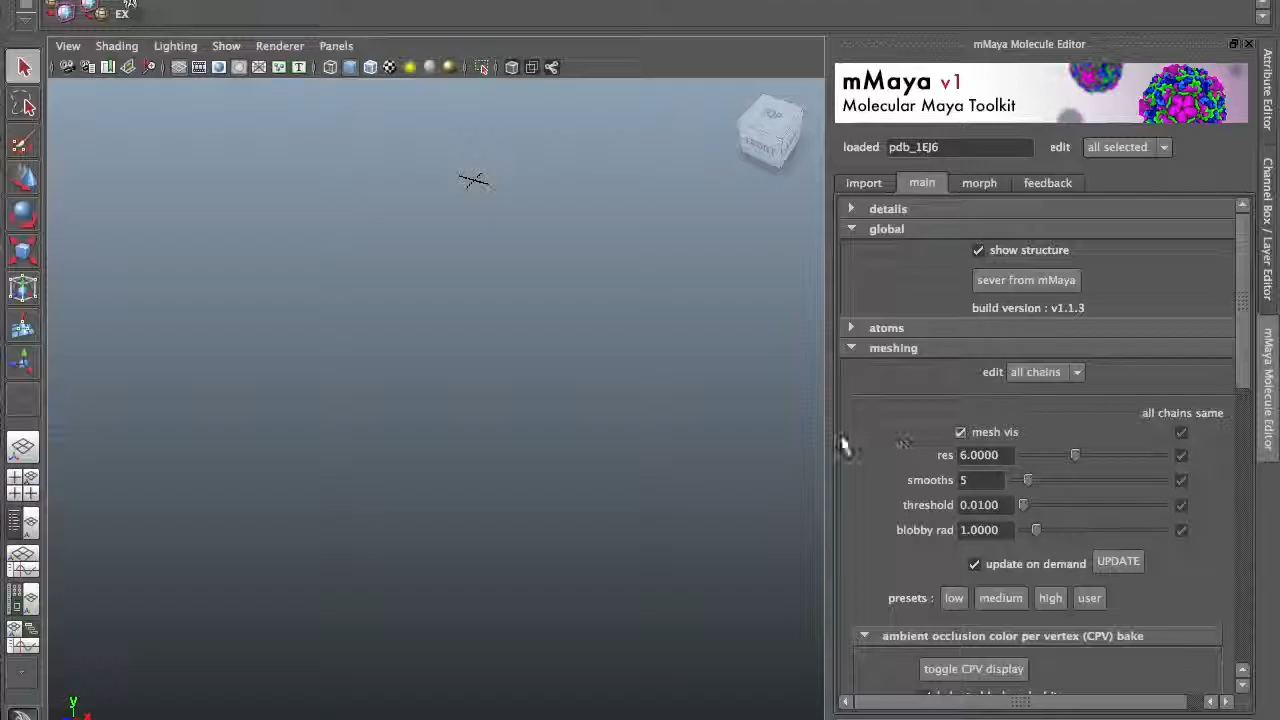 EX
View Shading Lighting Show Renderer Panels
mMaya Molecule Editor
mMaya v1
Molecular Maya Toolkit
loaded pdb_1EJ6 edit all selected
import main morph feedback
details
global
show structure
sever from mMaya
build version : v1.1.3
atoms
meshing
edit all chains
all chains same
mesh vis
res 6.0000
smooths 5
threshold 0.0100
blobby rad 1.0000
update on demand UPDATE
presets : low medium high user
ambient occlusion color per vertex (CPV) bake
toggle CPV display
TOP
FRONT
T
y
Attribute Editor
Channel Box / Layer Editor
mMaya Molecule Editor